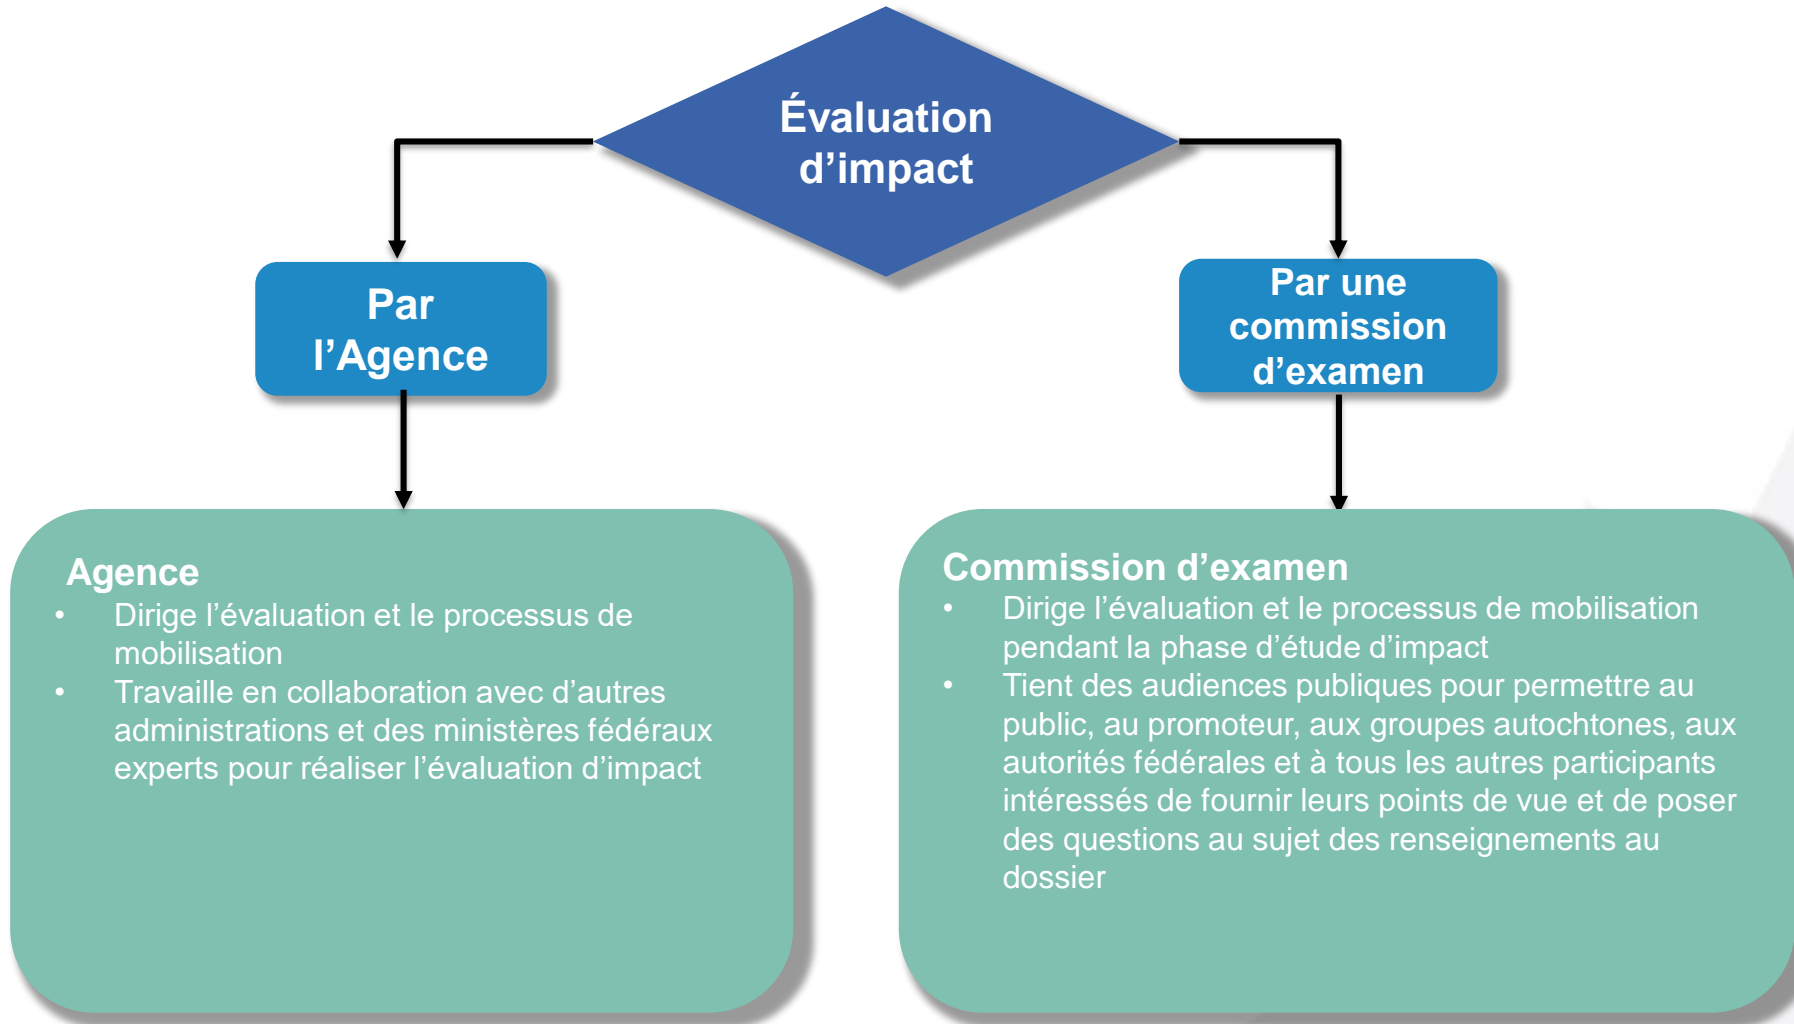 Évaluation
d’impact
Par
l’Agence
Par une
commission
d’examen
Agence
• Dirige l’évaluation et le processus de
mobilisation
• Travaille en collaboration avec d’autres
administrations et des ministères fédéraux
experts pour réaliser l’évaluation d’impact
Commission d’examen
• Dirige l’évaluation et le processus de mobilisation
pendant la phase d’étude d’impact
• Tient des audiences publiques pour permettre au
public, au promoteur, aux groupes autochtones, aux
autorités fédérales et à tous les autres participants
intéressés de fournir leurs points de vue et de poser
des questions au sujet des renseignements au
dossier